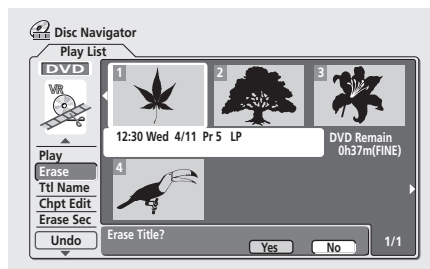 Disc Navigator
Play List
DVD
VR
1
2
3
12:30 Wed 4/11 Pr 5 LP
DVD Remain
0h37m(FINE)
4
Play
Erase
Ttl Name
Chpt Edit
Erase Sec
Undo
Erase Title?
Yes
No
1/1